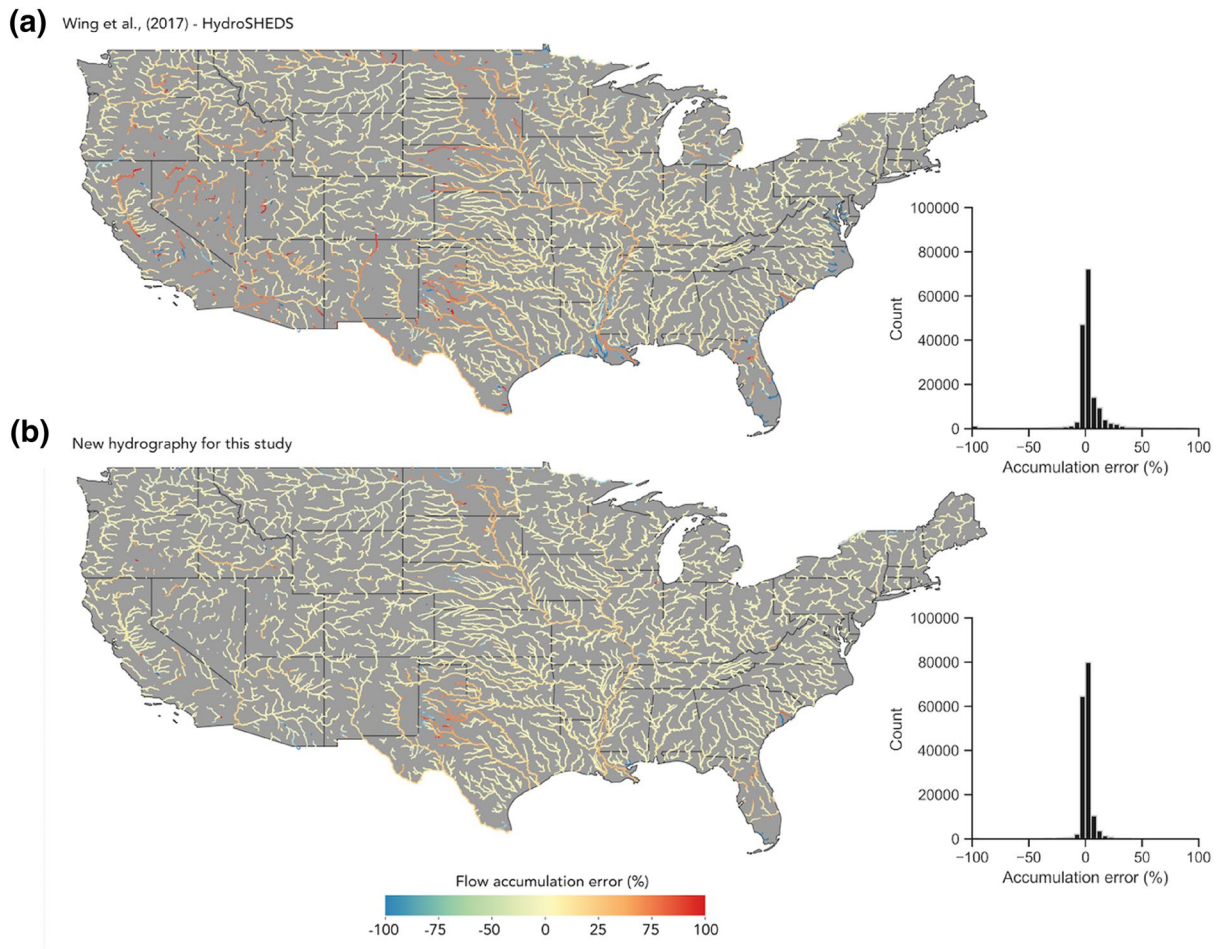 (a) Wing et al., (2017) - HydroSHEDS
100000
80000
60000
40000
20000
0
Count
−100 −50 0 50 100
Accumulation error (%)
(b) New hydrography for this study
100000
80000
60000
40000
20000
0
Count
−100 −50 0 50 100
Accumulation error (%)
Flow accumulation error (%)
-100 -75 -50 0 25 75 100